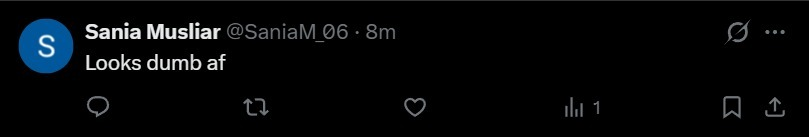 S
Sania Musliar @SaniaM_06 · 8m
Looks dumb af
1